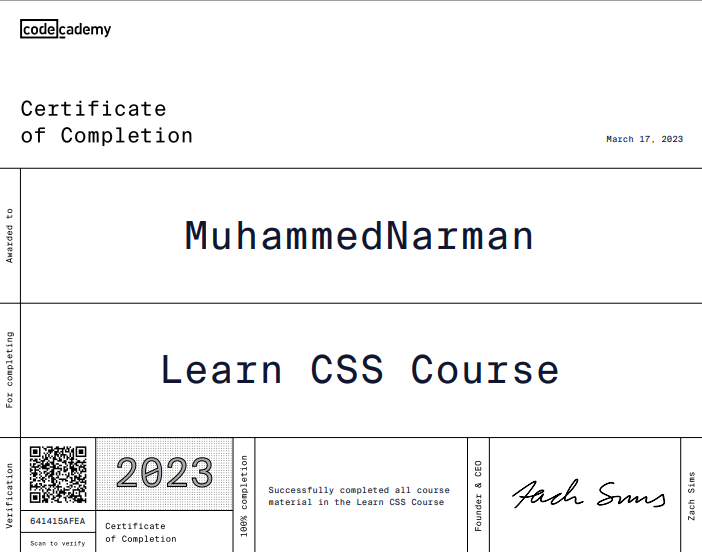 codecademy
Certificate
of Completion
March 17, 2023
Awarded to
MuhammedNarman
For completing
Learn CSS Course
Verification
641415AFEA
Scan to verify
2023
Certificate
of Completion
100% completion
Successfully completed all course
material in the Learn CSS Course
Founder & CEO
Zach Sims
Zach Sims